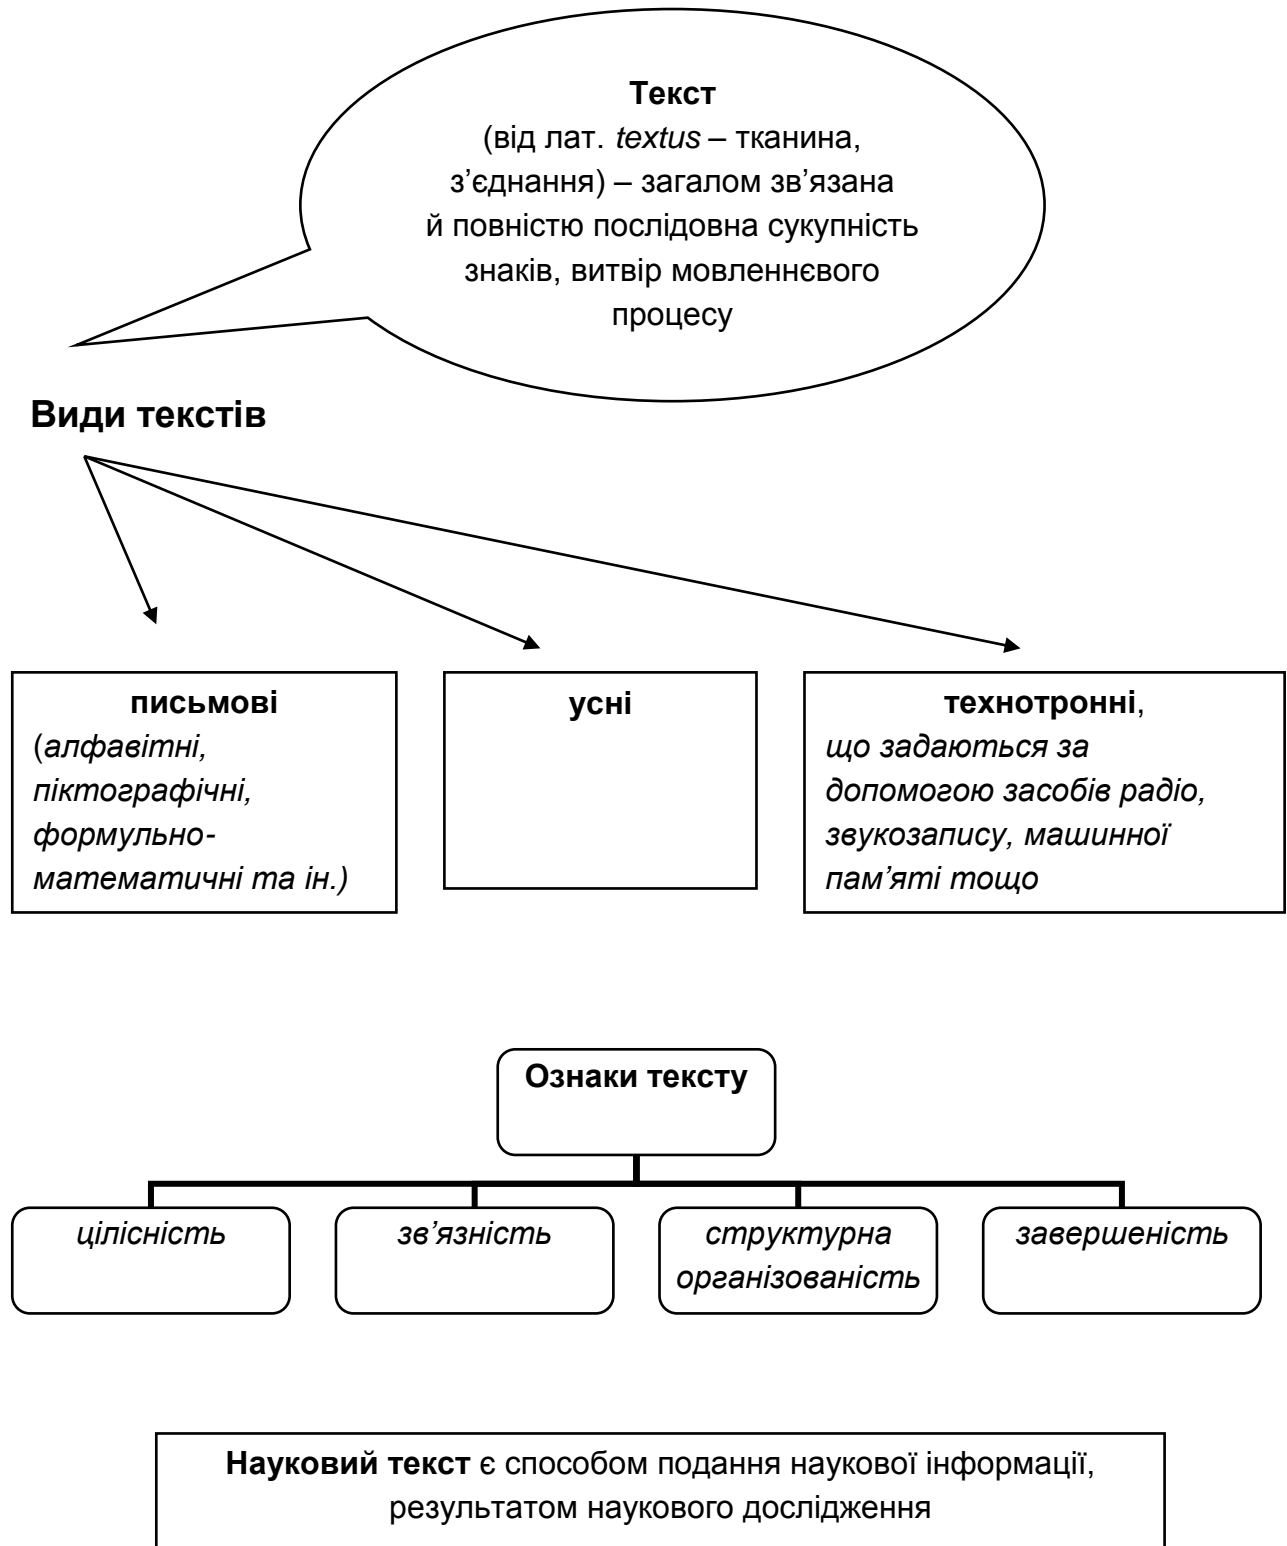 Текст
(від лат. textus – тканина,
з’єднання) – загалом зв’язана
й повністю послідовна сукупність
знаків, витвір мовленнєвого
процесу
Види текстів
письмові
(алфавітні,
піктографічні,
формульно-
математичні та ін.)
усні
технотронні,
що задаються за
допомогою засобів радіо,
звукозапису, машинної
пам’яті тощо
Ознаки тексту
цілісність
зв’язність
структурна
організованість
завершеність
Науковий текст є способом подання наукової інформації,
результатом наукового дослідження